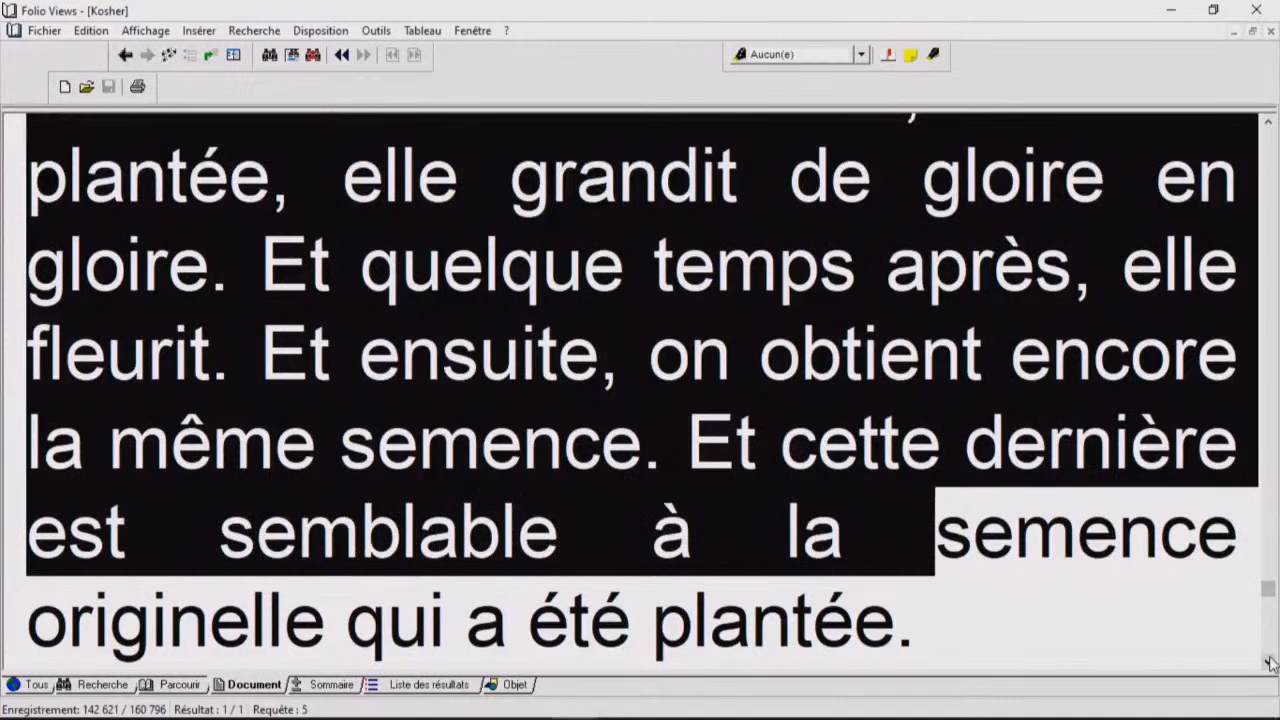 Folio Views - [Kosher]
Fichier Edition Affichage Insérer Recherche Disposition Outils Tableau Fenêtre ?
Aucun(e)
plantée, elle grandit de gloire en
gloire. Et quelque temps après, elle
fleurit. Et ensuite, on obtient encore
la même semence. Et cette dernière
est semblable à la semence
originelle qui a été plantée.
Tous Recherche Parcourir Document Sommaire Liste des résultats Objet
Enregistrement: 142 621 / 160 796 Résultat : 1 / 1 Requête : 5